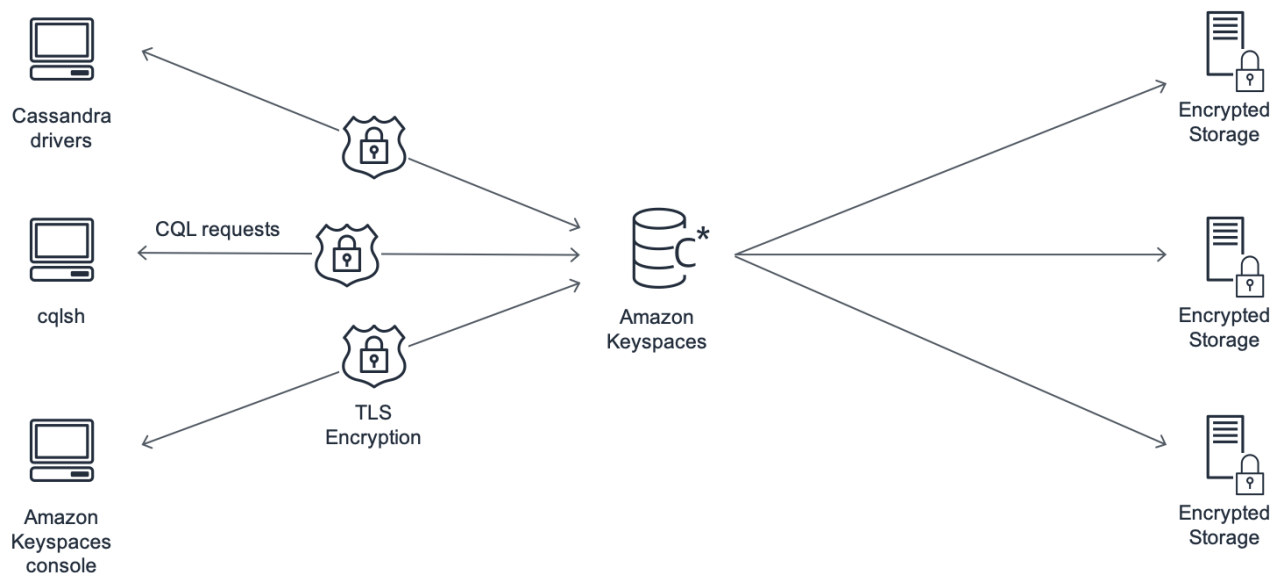 Cassandra
drivers
CQL requests
cqlsh
Amazon
Keyspaces
console
TLS
Encryption
C*
Amazon
Keyspaces
Encrypted
Storage
Encrypted
Storage
Encrypted
Storage